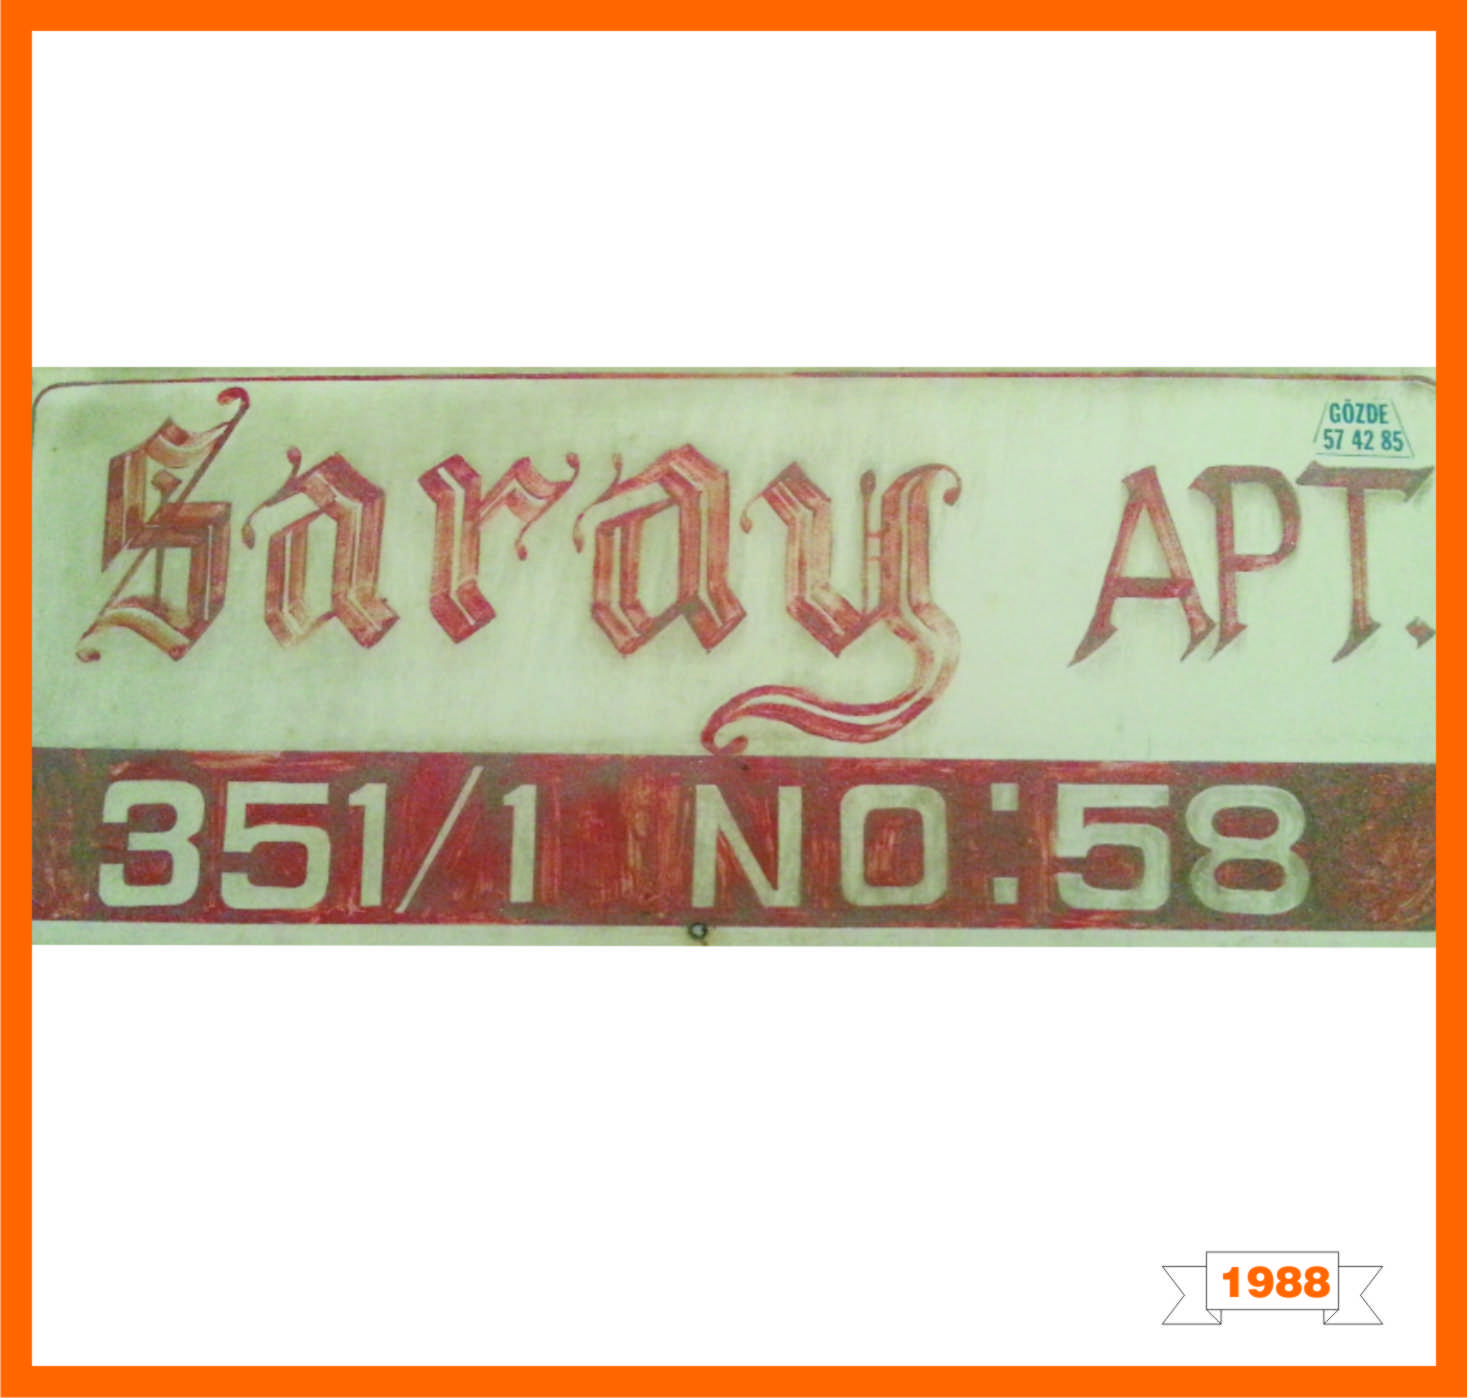 GÖZDE
57 42 85
Saray APT.
351/1 NO:58
1988